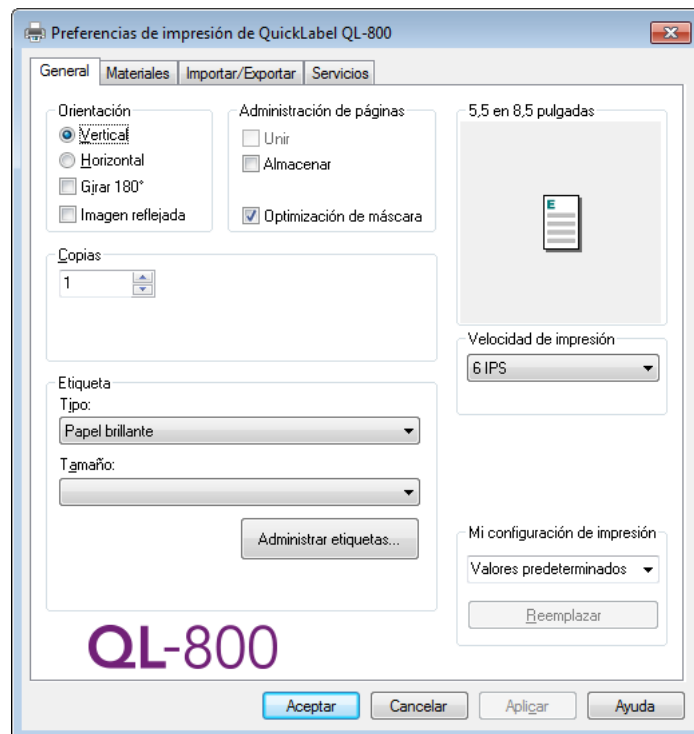 Preferencias de impresión de QuickLabel QL-800
General
Materiales
Importar/Exportar
Servicios
Orientación
Vertical
Horizontal
Girar 180°
Imagen reflejada
Administración de páginas
Unir
Almacenar
Optimización de máscara
5,5 en 8,5 pulgadas
E
Copias
1
Velocidad de impresión
6 IPS
Etiqueta
Tipo:
Papel brillante
Tamaño:
Administrar etiquetas...
Mi configuración de impresión
Valores predeterminados
Reemplazar
QL-800
Aceptar
Cancelar
Aplicar
Ayuda